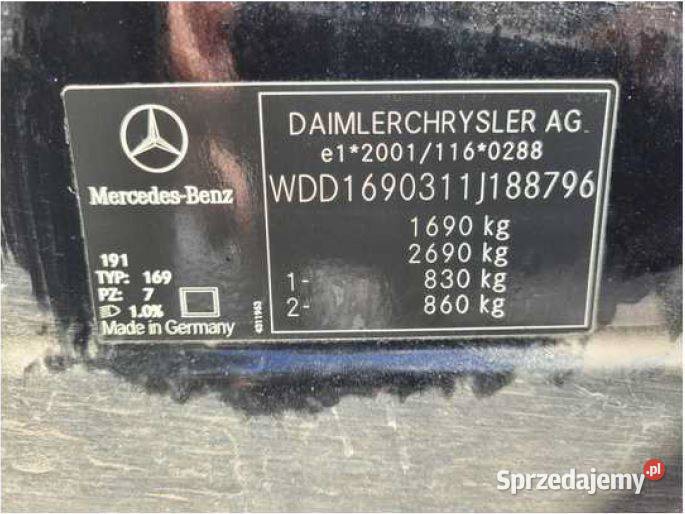 Mercedes-Benz
191
TYP: 169
PZ: 7
1.0%
Made in Germany
4311953
DAIMLERCHRYSLER AG.
e1*2001/116*0288
WDD1690311J188796
1690 kg
2690 kg
1- 830 kg
2- 860 kg
Sprzedajemy.pl